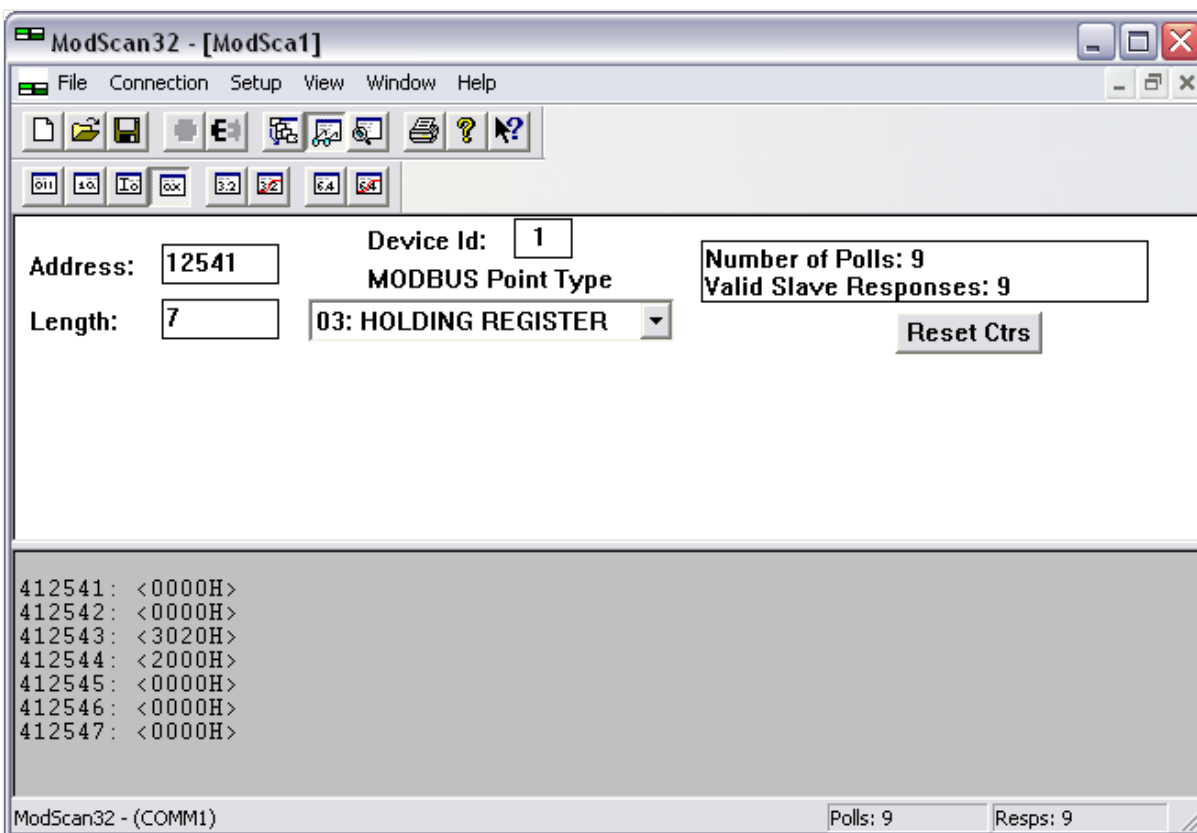 ModScan32 - [ModSca1]
File Connection Setup View Window Help
Address: 12541
Device Id: 1
MODBUS Point Type
Length: 7
03: HOLDING REGISTER
Number of Polls: 9
Valid Slave Responses: 9
Reset Ctrs
412541: <0000H>
412542: <0000H>
412543: <3020H>
412544: <2000H>
412545: <0000H>
412546: <0000H>
412547: <0000H>
ModScan32 - (COMM1) Polls: 9 Resps: 9